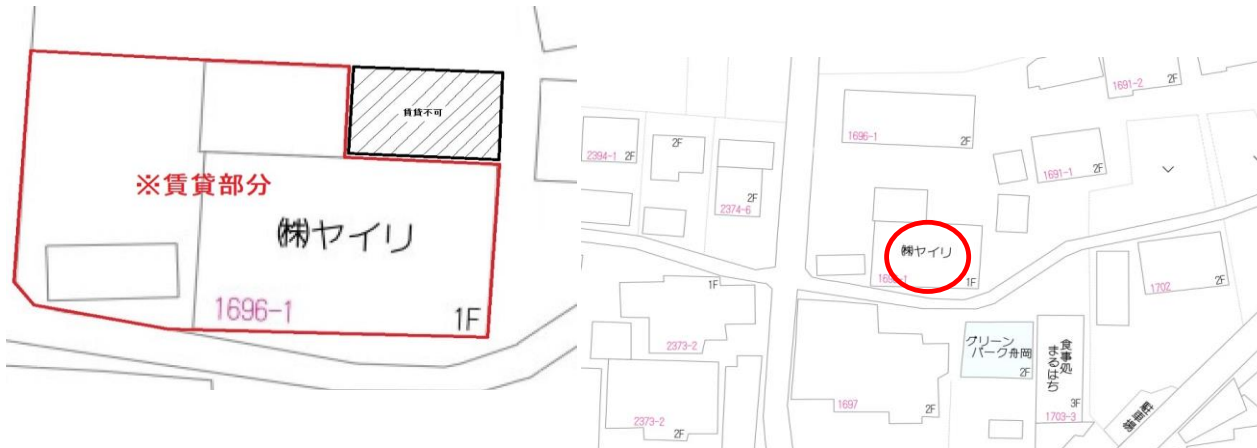 賃貸不可
※賃貸部分
㈱ヤイリ
1696-1
1F
1691-2
2F
1696-1
2F
2394-1
2F
2F
2F
2374-6
1691-1
2F
㈱ヤイリ
1F
1F
2373-2
2373-2
2F
1697
2F
グリーン
パーク舟岡
2F
食事処
まるはち
3F
1703-3
1702
2F